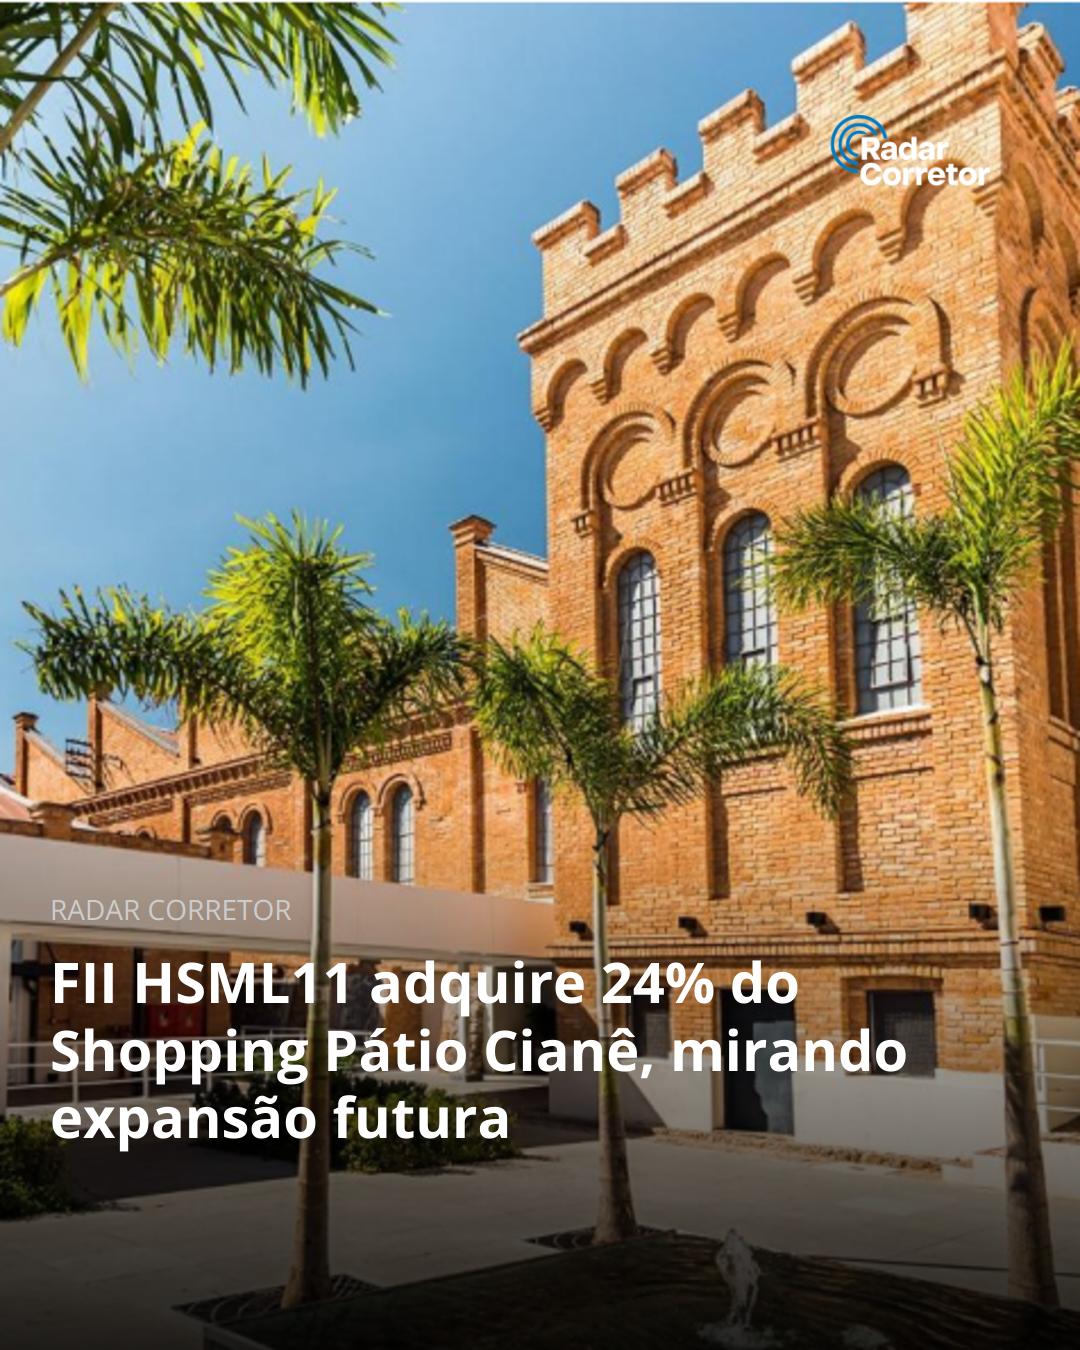 Radar
Corretor
RADAR CORRETOR
FII HSML11 adquire 24% do
Shopping Pátio Cianê, mirando
expansão futura